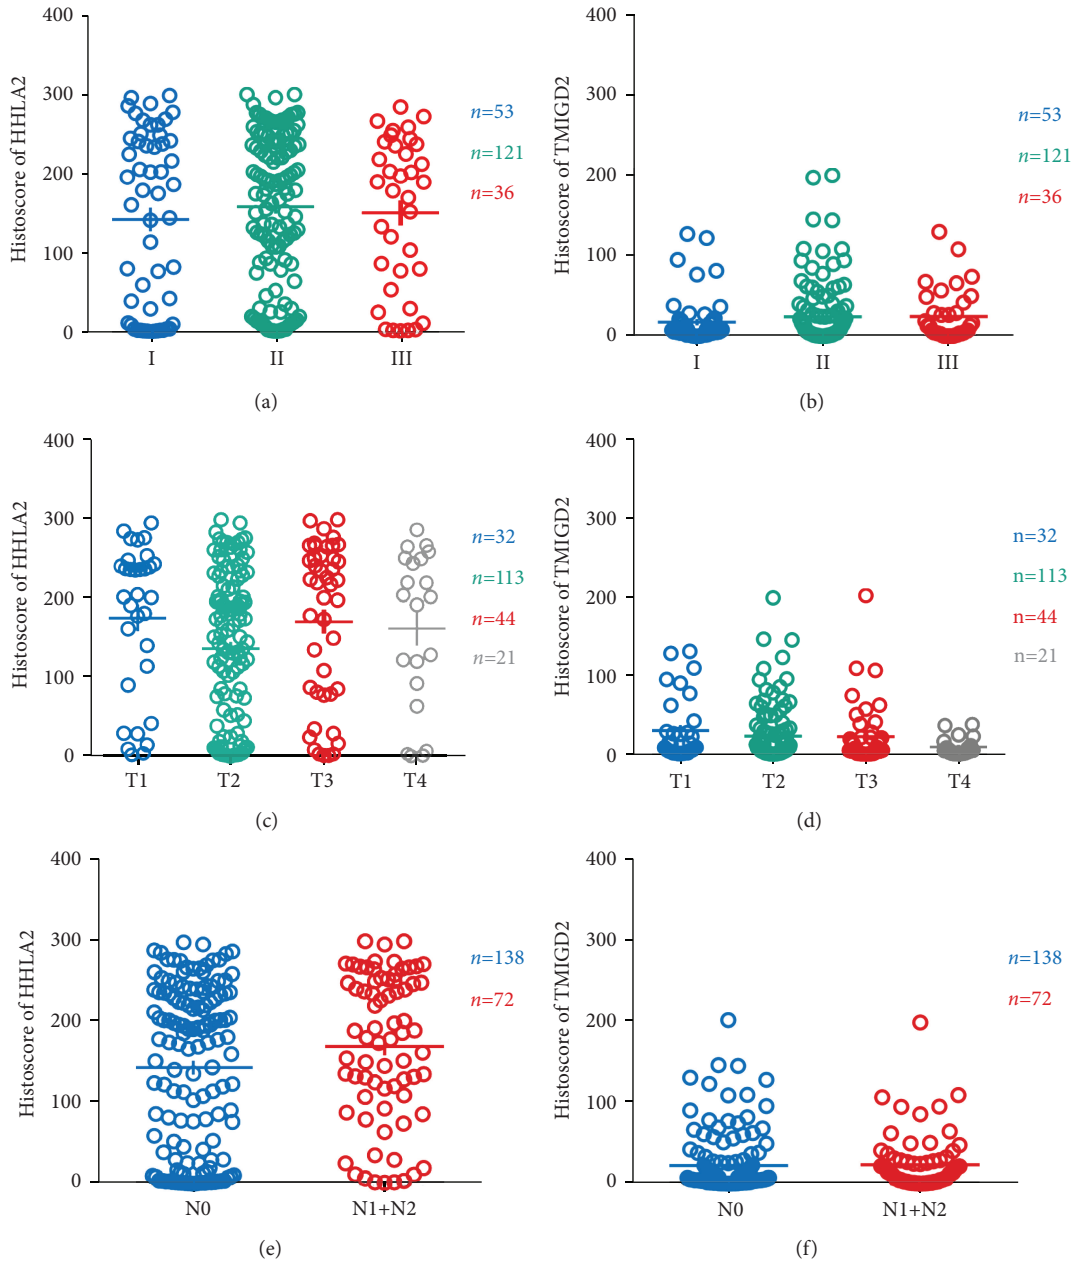 Histoscore of HHLA2
400
300
200
100
0
I
II
III
n=53
n=121
n=36
(a)
Histoscore of TMIGD2
400
300
200
100
0
I
II
III
n=53
n=121
n=36
(b)
Histoscore of HHLA2
400
300
200
100
0
T1
T2
T3
T4
n=32
n=113
n=44
n=21
(c)
Histoscore of TMIGD2
400
300
200
100
0
T1
T2
T3
T4
n=32
n=113
n=44
n=21
(d)
Histoscore of HHLA2
400
300
200
100
0
N0
N1+N2
n=138
n=72
(e)
Histoscore of TMIGD2
400
300
200
100
0
N0
N1+N2
n=138
n=72
(f)